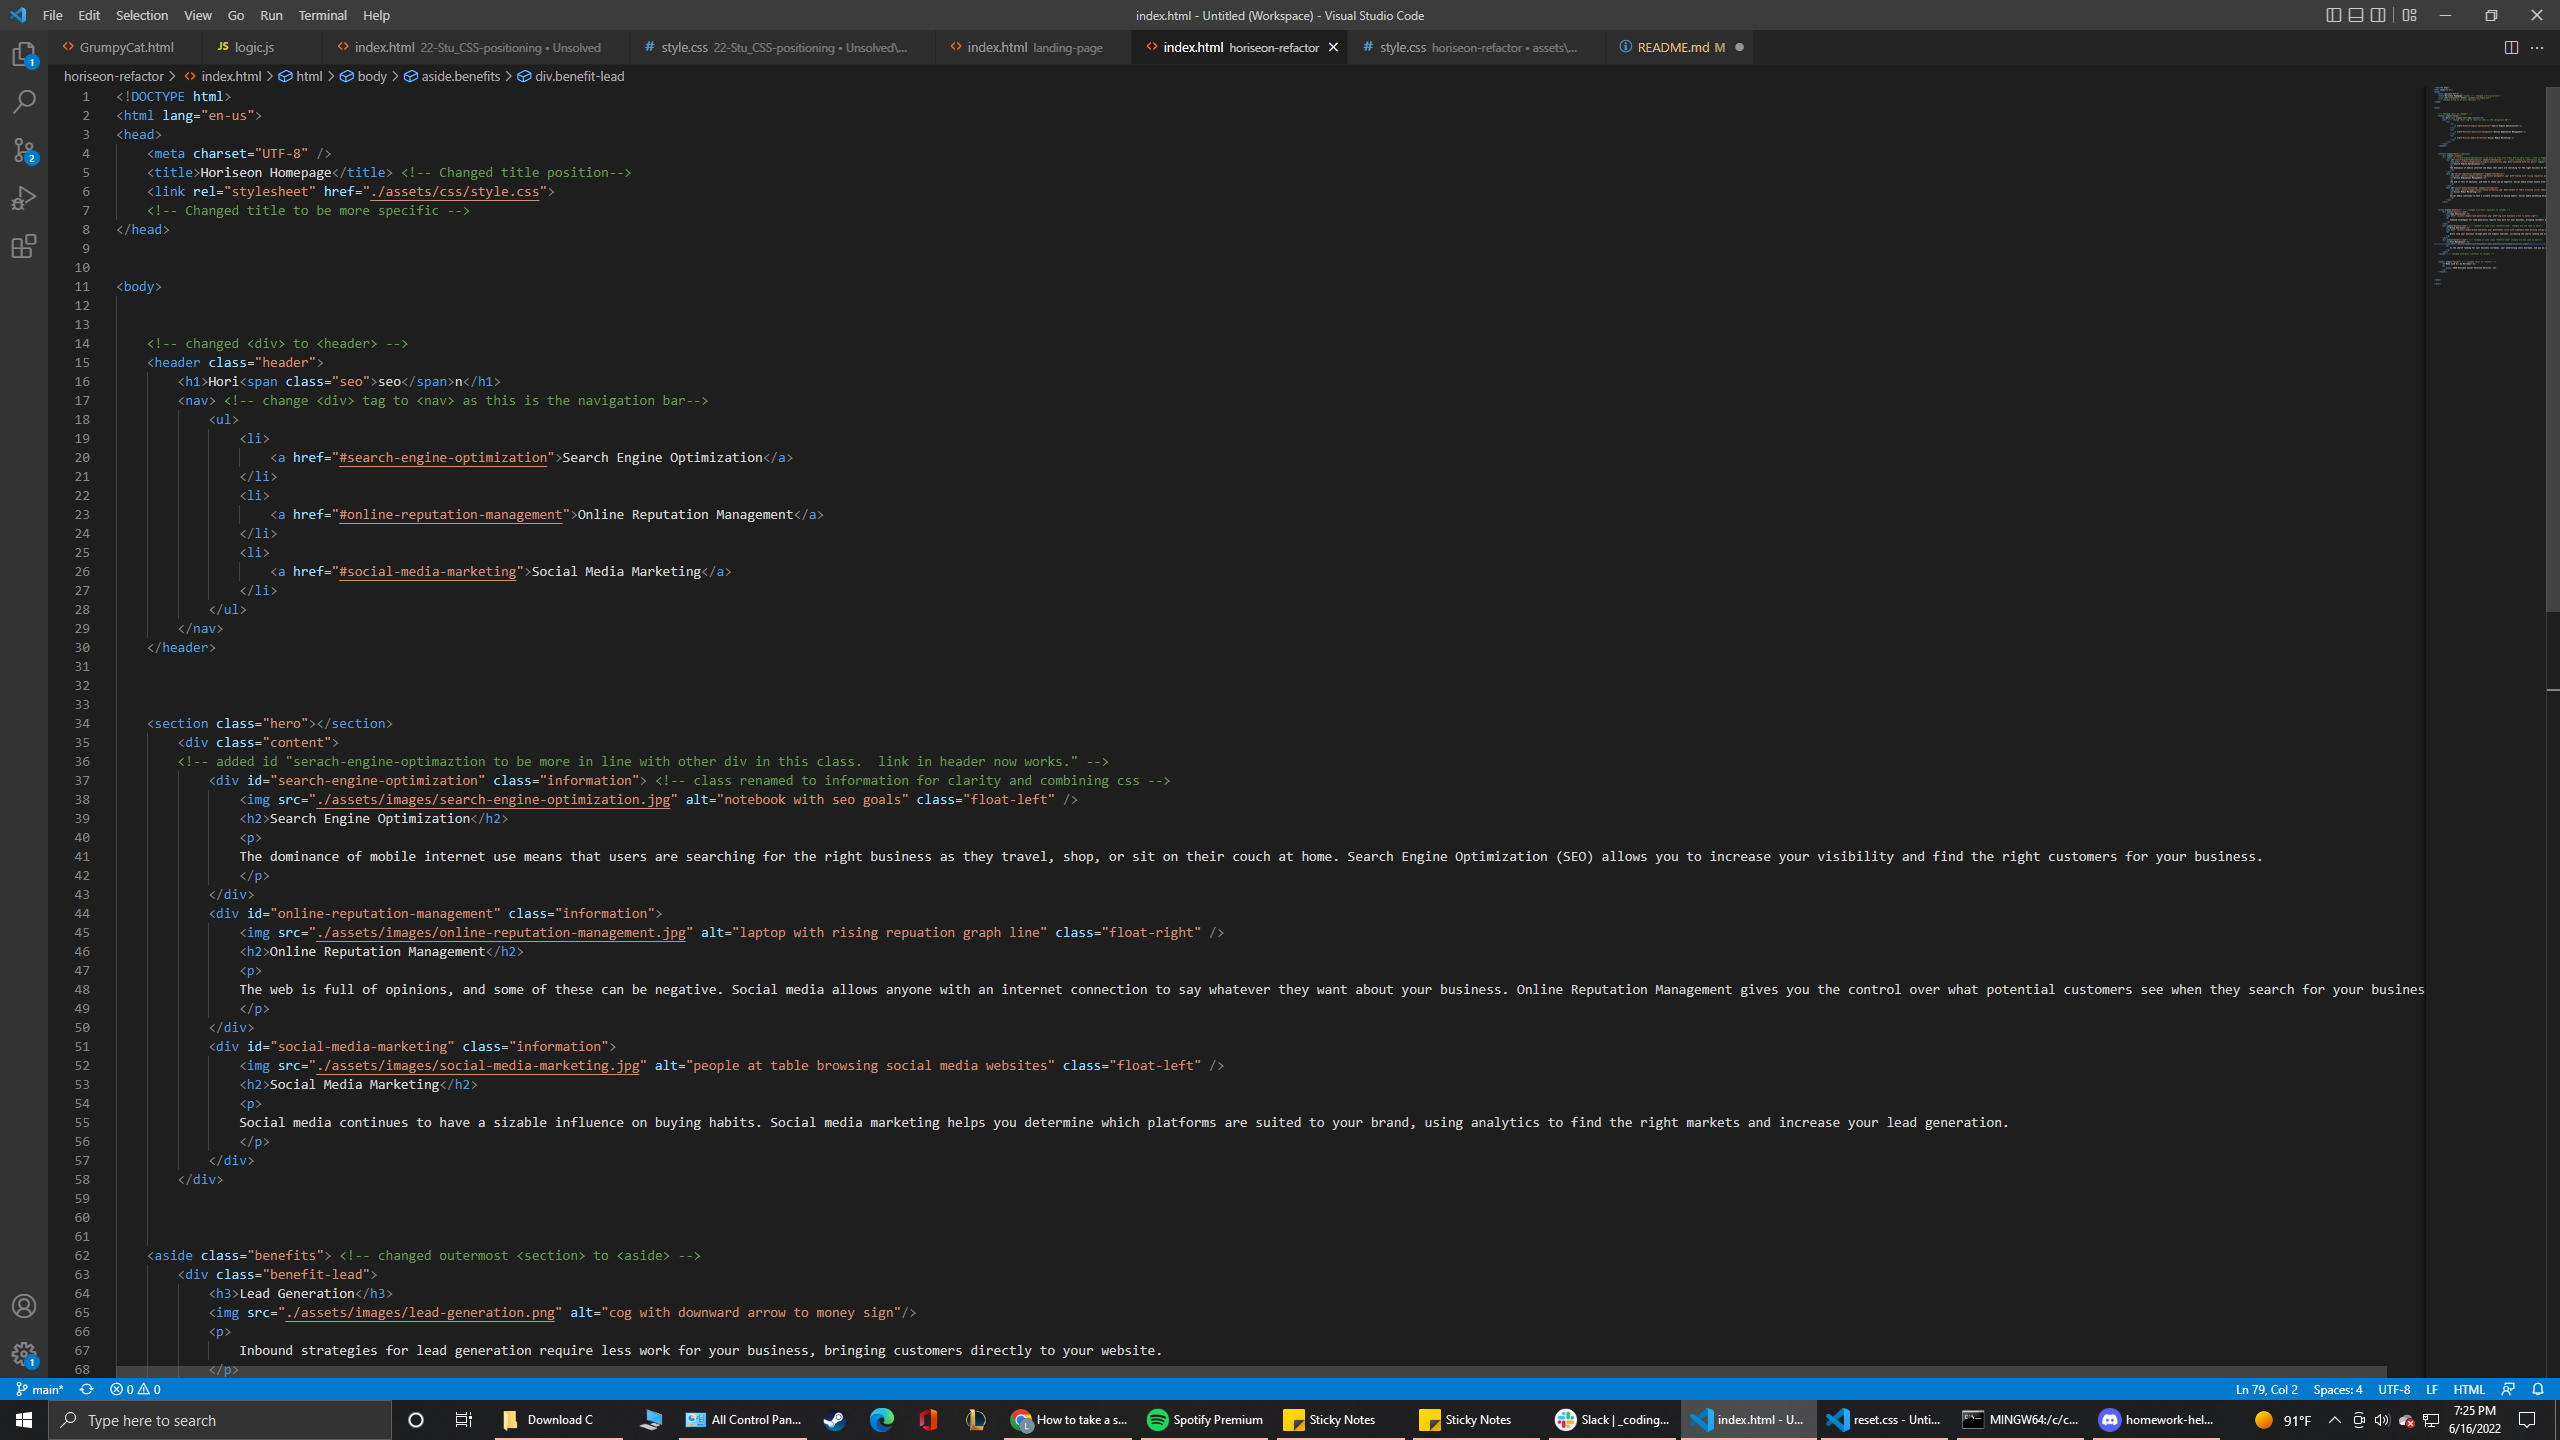 File Edit Selection View Go Run Terminal Help index.html - Untitled (Workspace) - Visual Studio Code
GrumpyCat.html JS logic.js index.html 22-Stu_CSS-positioning • Unsolved # style.css 22-Stu_CSS-positioning • Unsolved\... index.html landing-page index.html horiseon-refactor # style.css horiseon-refactor • assets\... README.md M
horiseon-refactor > index.html > html > body > aside.benefits > div.benefit-lead
1 <!DOCTYPE html>
2 <html lang="en-us">
3 <head>
4 <meta charset="UTF-8" />
5 <title>Horiseon Homepage</title> <!-- Changed title position-->
6 <link rel="stylesheet" href="./assets/css/style.css">
7 <!-- Changed title to be more specific -->
8 </head>
9
10
11 <body>
12
13
14 <!-- changed <div> to <header> -->
15 <header class="header">
16 <h1>Hori<span class="seo">seo</span>n</h1>
17 <nav> <!-- change <div> tag to <nav> as this is the navigation bar-->
18 <ul>
19 <li>
20 <a href="#search-engine-optimization">Search Engine Optimization</a>
21 </li>
22 <li>
23 <a href="#online-reputation-management">Online Reputation Management</a>
24 </li>
25 <li>
26 <a href="#social-media-marketing">Social Media Marketing</a>
27 </li>
28 </ul>
29 </nav>
30 </header>
31
32
33
34 <section class="hero"></section>
35 <div class="content">
36 <!-- added id "serach-engine-optimaztion to be more in line with other div in this class.  link in header now works." -->
37 <div id="search-engine-optimization" class="information"> <!-- class renamed to information for clarity and combining css -->
38 <img src="./assets/images/search-engine-optimization.jpg" alt="notebook with seo goals" class="float-left" />
39 <h2>Search Engine Optimization</h2>
40 <p>
41 The dominance of mobile internet use means that users are searching for the right business as they travel, shop, or sit on their couch at home. Search Engine Optimization (SEO) allows you to increase your visibility and find the right customers for your business.
42 </p>
43 </div>
44 <div id="online-reputation-management" class="information">
45 <img src="./assets/images/online-reputation-management.jpg" alt="laptop with rising repuation graph line" class="float-right" />
46 <h2>Online Reputation Management</h2>
47 <p>
48 The web is full of opinions, and some of these can be negative. Social media allows anyone with an internet connection to say whatever they want about your business. Online Reputation Management gives you the control over what potential customers see when they search for your busines
49 </p>
50 </div>
51 <div id="social-media-marketing" class="information">
52 <img src="./assets/images/social-media-marketing.jpg" alt="people at table browsing social media websites" class="float-left" />
53 <h2>Social Media Marketing</h2>
54 <p>
55 Social media continues to have a sizable influence on buying habits. Social media marketing helps you determine which platforms are suited to your brand, using analytics to find the right markets and increase your lead generation.
56 </p>
57 </div>
58 </div>
59
60
61
62 <aside class="benefits"> <!-- changed outermost <section> to <aside> -->
63 <div class="benefit-lead">
64 <h3>Lead Generation</h3>
65 <img src="./assets/images/lead-generation.png" alt="cog with downward arrow to money sign"/>
66 <p>
67 Inbound strategies for lead generation require less work for your business, bringing customers directly to your website.
68 </p>
main* 0 0 Ln 79, Col 2 Spaces: 4 UTF-8 LF HTML
Type here to search Download C All Control Pan... How to take a s... Spotify Premium Sticky Notes Sticky Notes Slack | _coding... index.html - U... reset.css - Unti... MINGW64:/c/c... homework-hel... 91°F 7:25 PM
6/16/2022